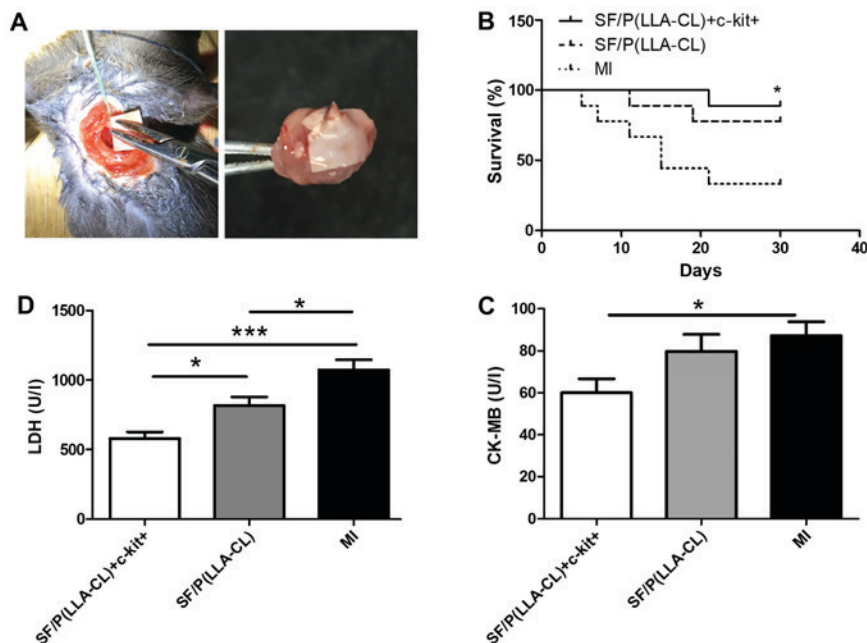 A
B
SF/P(LLA-CL)+c-kit+
SF/P(LLA-CL)
MI
Survival (%)
150
100
50
0
*
0 10 20 30 40
Days
D
LDH (U/l)
1500
1000
500
0
*
***
*
SF/P(LLA-CL)+c-kit+
SF/P(LLA-CL)
MI
C
CK-MB (U/l)
100
80
60
40
20
0
*
SF/P(LLA-CL)+c-kit+
SF/P(LLA-CL)
MI